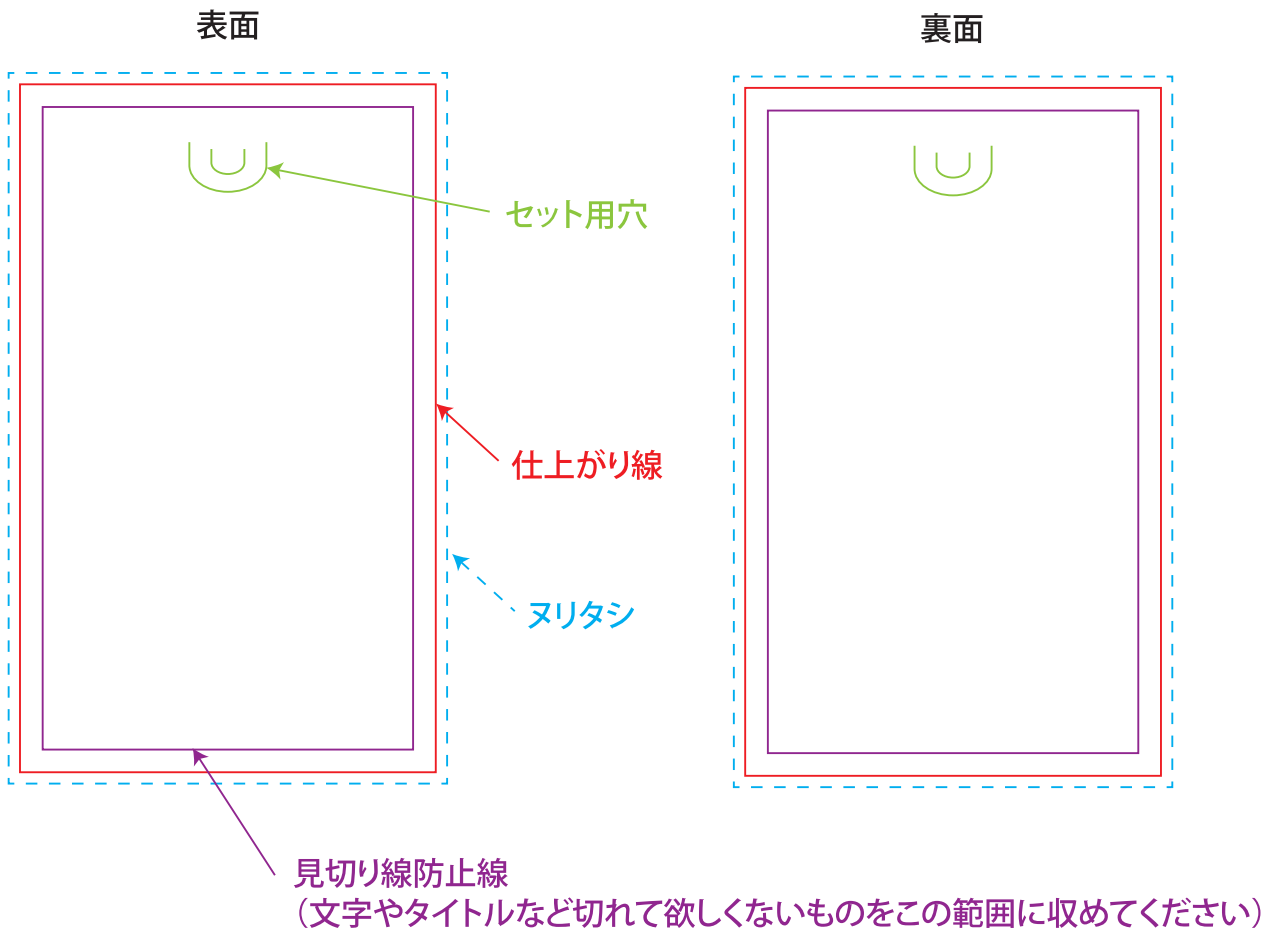 表面
裏面
セット用穴
仕上がり線
ヌリタシ
見切り線防止線
（文字やタイトルなど切れて欲しくないものをこの範囲に収めてください）